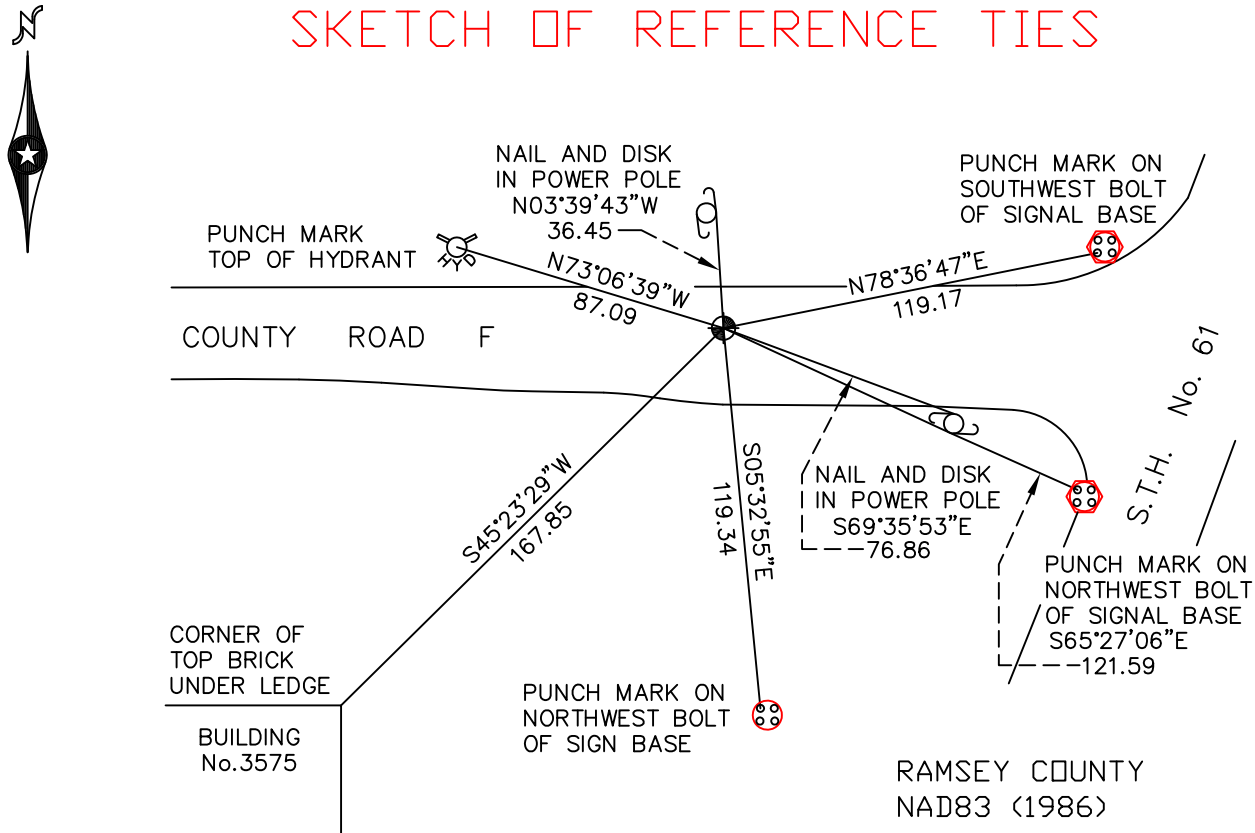 N
SKETCH OF REFERENCE TIES
NAIL AND DISK
IN POWER POLE
N03°39'43"W
36.45
PUNCH MARK ON
SOUTHWEST BOLT
OF SIGNAL BASE
PUNCH MARK
TOP OF HYDRANT
HYD
N73°06'39"W
87.09
N78°36'47"E
119.17
COUNTY ROAD F
S.T.H. No. 61
S45°23'29"W
167.85
S05°32'55"E
119.34
NAIL AND DISK
IN POWER POLE
S69°35'53"E
76.86
PUNCH MARK ON
NORTHWEST BOLT
OF SIGNAL BASE
S65°27'06"E
121.59
CORNER OF
TOP BRICK
UNDER LEDGE
BUILDING
No.3575
PUNCH MARK ON
NORTHWEST BOLT
OF SIGN BASE
RAMSEY COUNTY
NAD83 (1986)